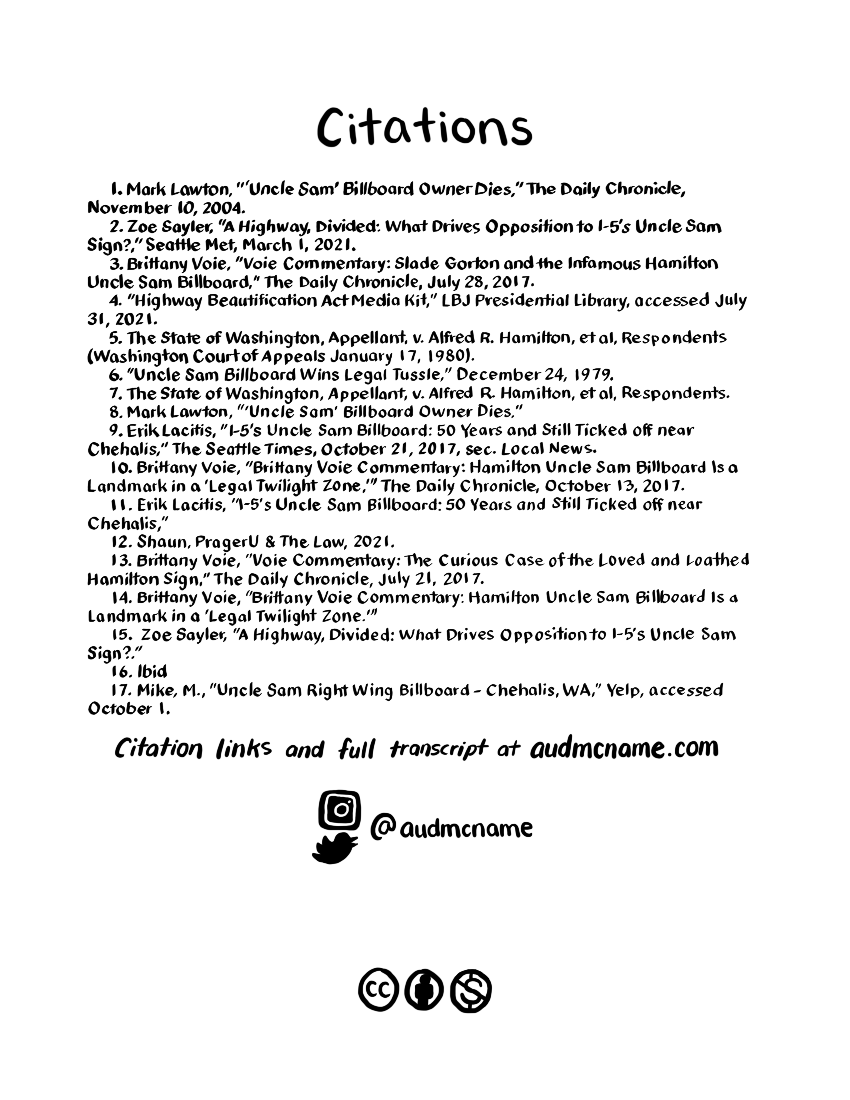 Citations
1. Mark Lawton, "'Uncle Sam' Billboard Owner Dies," The Daily Chronicle,
November 10, 2004.
2. Zoe Sayler, "A Highway, Divided: What Drives Opposition to I-5's Uncle Sam
Sign?," Seattle Met, March 1, 2021.
3. Brittany Voie, "Voie Commentary: Slade Gorton and the Infamous Hamilton
Uncle Sam Billboard," The Daily Chronicle, July 28, 2017.
4. "Highway Beautification Act Media Kit," LBJ Presidential Library, accessed July
31, 2021.
5. The State of Washington, Appellant, v. Alfred R. Hamilton, et al, Respondents
(Washington Court of Appeals January 17, 1980).
6. "Uncle Sam Billboard Wins Legal Tussle," December 24, 1979.
7. The State of Washington, Appellant, v. Alfred R. Hamilton, et al, Respondents.
8. Mark Lawton, "'Uncle Sam' Billboard Owner Dies,"
9. Erik Lacitis, "I-5's Uncle Sam Billboard: 50 Years and Still Ticked off near
Chehalis," The Seattle Times, October 21, 2017, sec. Local News.
10. Brittany Voie, "Brittany Voie Commentary: Hamilton Uncle Sam Billboard Is a
Landmark in a 'Legal Twilight Zone,'" The Daily Chronicle, October 13, 2017.
11. Erik Lacitis, "I-5's Uncle Sam Billboard: 50 Years and Still Ticked off near
Chehalis,"
12. Shaun, PragerU & The Law, 2021.
13. Brittany Voie, "Voie Commentary: The Curious Case of the Loved and Loathed
Hamilton Sign," The Daily Chronicle, July 21, 2017.
14. Brittany Voie, "Brittany Voie Commentary: Hamilton Uncle Sam Billboard Is a
Landmark in a 'Legal Twilight Zone.'"
15. Zoe Sayler, "A Highway, Divided: What Drives Opposition to I-5's Uncle Sam
Sign?."
16. Ibid
17. Mike, M., "Uncle Sam Right Wing Billboard - Chehalis, WA," Yelp, accessed
October 1.
Citation links and full transcript at audmcname.com
@audmcname
cc $